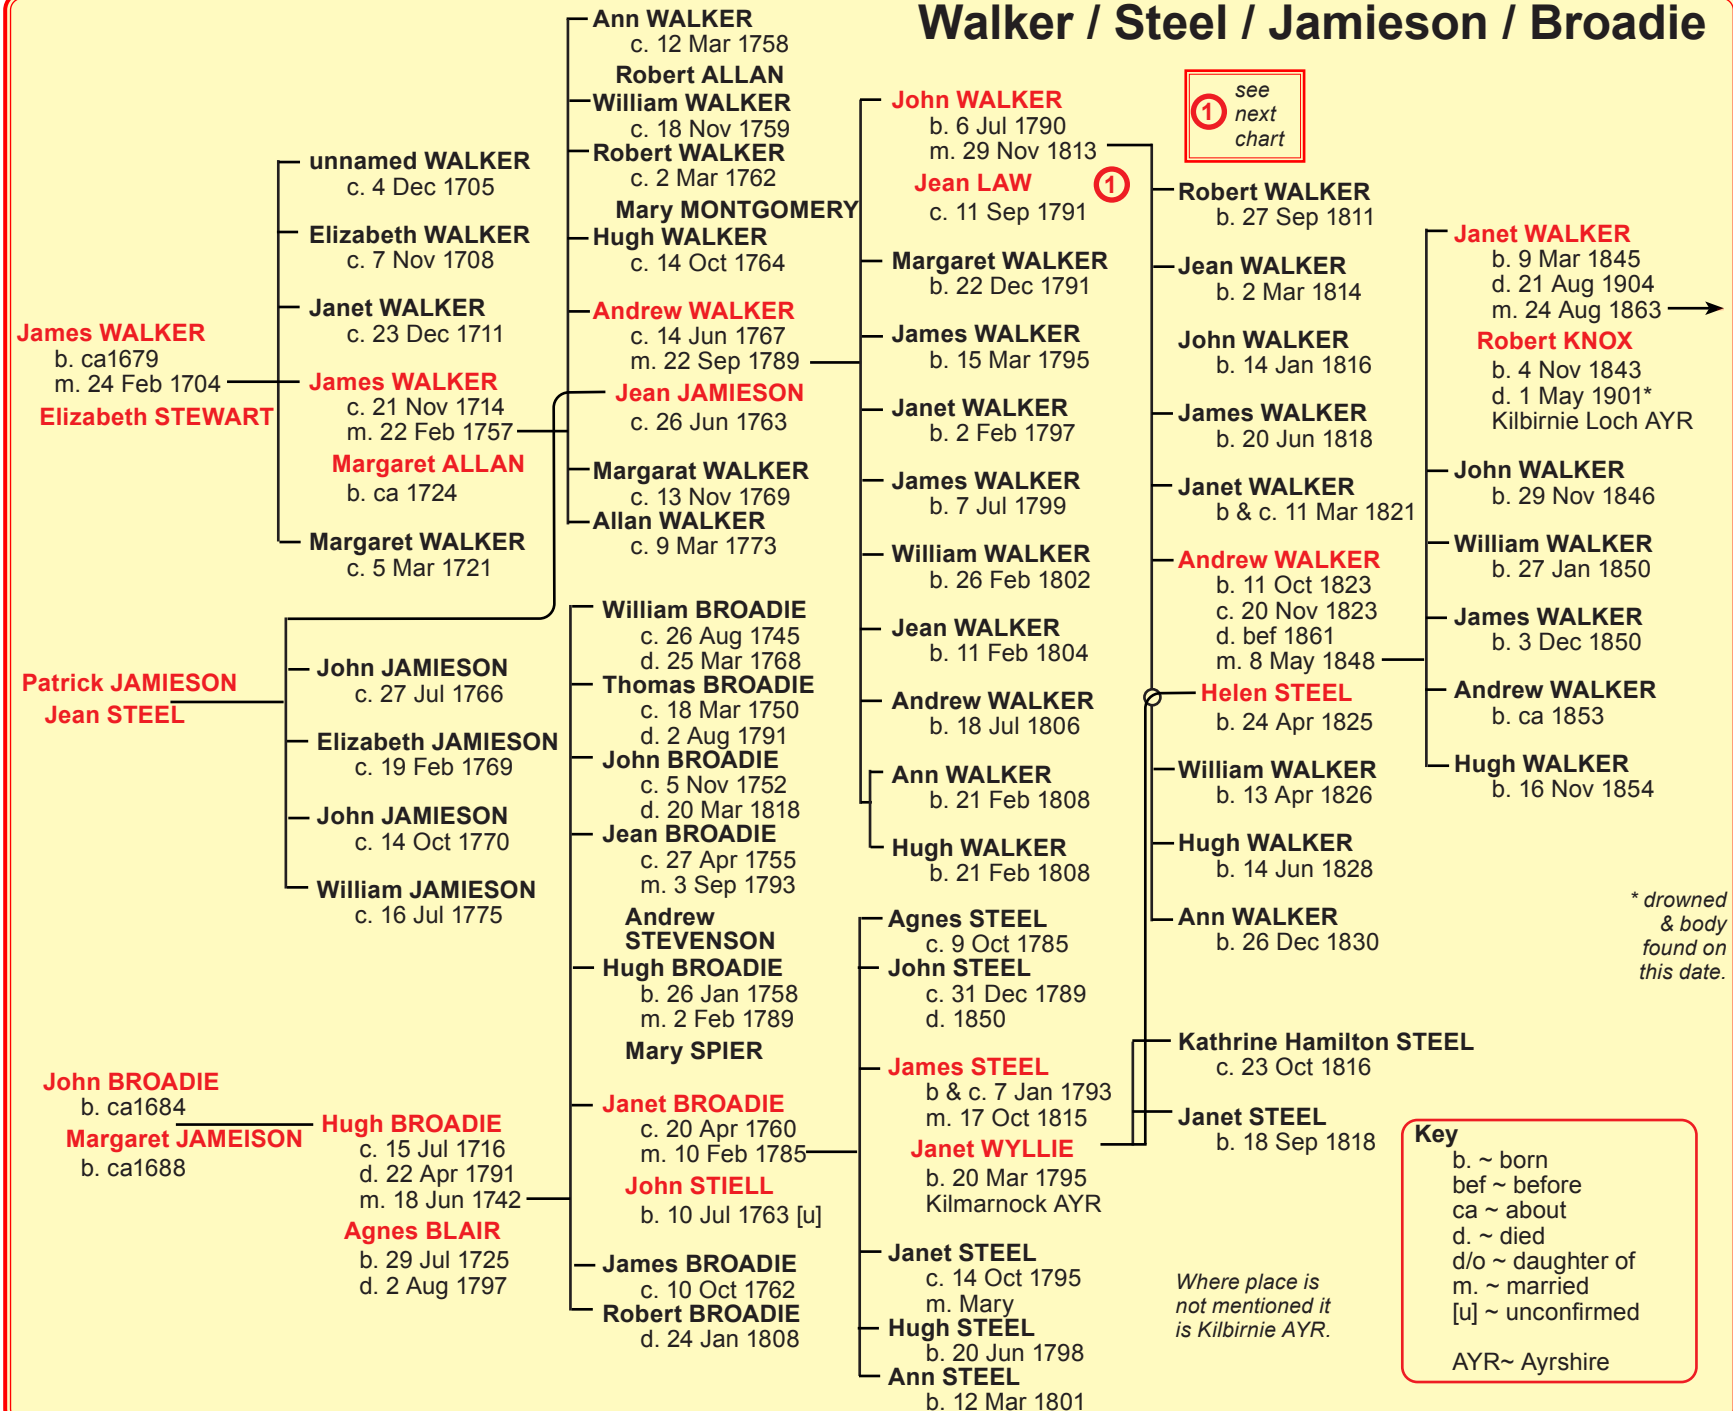 Walker / Steel / Jamieson / Broadie
James WALKER
b. ca1679
m. 24 Feb 1704
Elizabeth STEWART
Patrick JAMIESON
Jean STEEL
John BROADIE
b. ca1684
Margaret JAMEISON
b. ca1688
unnamed WALKER
c. 4 Dec 1705
Elizabeth WALKER
c. 7 Nov 1708
Janet WALKER
c. 23 Dec 1711
James WALKER
c. 21 Nov 1714
m. 22 Feb 1757
Margaret ALLAN
b. ca 1724
Margaret WALKER
c. 5 Mar 1721
John JAMIESON
c. 27 Jul 1766
Elizabeth JAMIESON
c. 19 Feb 1769
John JAMIESON
c. 14 Oct 1770
William JAMIESON
c. 16 Jul 1775
Hugh BROADIE
c. 15 Jul 1716
d. 22 Apr 1791
m. 18 Jun 1742
Agnes BLAIR
b. 29 Jul 1725
d. 2 Aug 1797
Ann WALKER
c. 12 Mar 1758
Robert ALLAN
William WALKER
c. 18 Nov 1759
Robert WALKER
c. 2 Mar 1762
Mary MONTGOMERY
Hugh WALKER
c. 14 Oct 1764
Andrew WALKER
c. 14 Jun 1767
m. 22 Sep 1789
Jean JAMIESON
c. 26 Jun 1763
Margarat WALKER
c. 13 Nov 1769
Allan WALKER
c. 9 Mar 1773
William BROADIE
c. 26 Aug 1745
d. 25 Mar 1768
Thomas BROADIE
c. 18 Mar 1750
d. 2 Aug 1791
John BROADIE
c. 5 Nov 1752
d. 20 Mar 1818
Jean BROADIE
c. 27 Apr 1755
m. 3 Sep 1793
Andrew
STEVENSON
Hugh BROADIE
b. 26 Jan 1758
m. 2 Feb 1789
Mary SPIER
Janet BROADIE
c. 20 Apr 1760
m. 10 Feb 1785
John STIELL
b. 10 Jul 1763 [u]
James BROADIE
c. 10 Oct 1762
Robert BROADIE
d. 24 Jan 1808
John WALKER
b. 6 Jul 1790
m. 29 Nov 1813
Jean LAW
1
c. 11 Sep 1791
Margaret WALKER
b. 22 Dec 1791
James WALKER
b. 15 Mar 1795
Janet WALKER
b. 2 Feb 1797
James WALKER
b. 7 Jul 1799
William WALKER
b. 26 Feb 1802
Jean WALKER
b. 11 Feb 1804
Andrew WALKER
b. 18 Jul 1806
Ann WALKER
b. 21 Feb 1808
Hugh WALKER
b. 21 Feb 1808
Agnes STEEL
c. 9 Oct 1785
John STEEL
c. 31 Dec 1789
d. 1850
James STEEL
b & c. 7 Jan 1793
m. 17 Oct 1815
Janet WYLLIE
b. 20 Mar 1795
Kilmarnock AYR
Janet STEEL
c. 14 Oct 1795
m. Mary
Hugh STEEL
b. 20 Jun 1798
Ann STEEL
b. 12 Mar 1801
1
see
next
chart
Robert WALKER
b. 27 Sep 1811
Jean WALKER
b. 2 Mar 1814
John WALKER
b. 14 Jan 1816
James WALKER
b. 20 Jun 1818
Janet WALKER
b & c. 11 Mar 1821
Andrew WALKER
b. 11 Oct 1823
c. 20 Nov 1823
d. bef 1861
m. 8 May 1848
Helen STEEL
b. 24 Apr 1825
William WALKER
b. 13 Apr 1826
Hugh WALKER
b. 14 Jun 1828
Ann WALKER
b. 26 Dec 1830
Kathrine Hamilton STEEL
c. 23 Oct 1816
Janet STEEL
b. 18 Sep 1818
Where place is
not mentioned it
is Kilbirnie AYR.
Janet WALKER
b. 9 Mar 1845
d. 21 Aug 1904
m. 24 Aug 1863
Robert KNOX
b. 4 Nov 1843
d. 1 May 1901*
Kilbirnie Loch AYR
John WALKER
b. 29 Nov 1846
William WALKER
b. 27 Jan 1850
James WALKER
b. 3 Dec 1850
Andrew WALKER
b. ca 1853
Hugh WALKER
b. 16 Nov 1854
* drowned
& body
found on
this date.
Key
b. ~ born
bef ~ before
ca ~ about
d. ~ died
d/o ~ daughter of
m. ~ married
[u] ~ unconfirmed
AYR~ Ayrshire